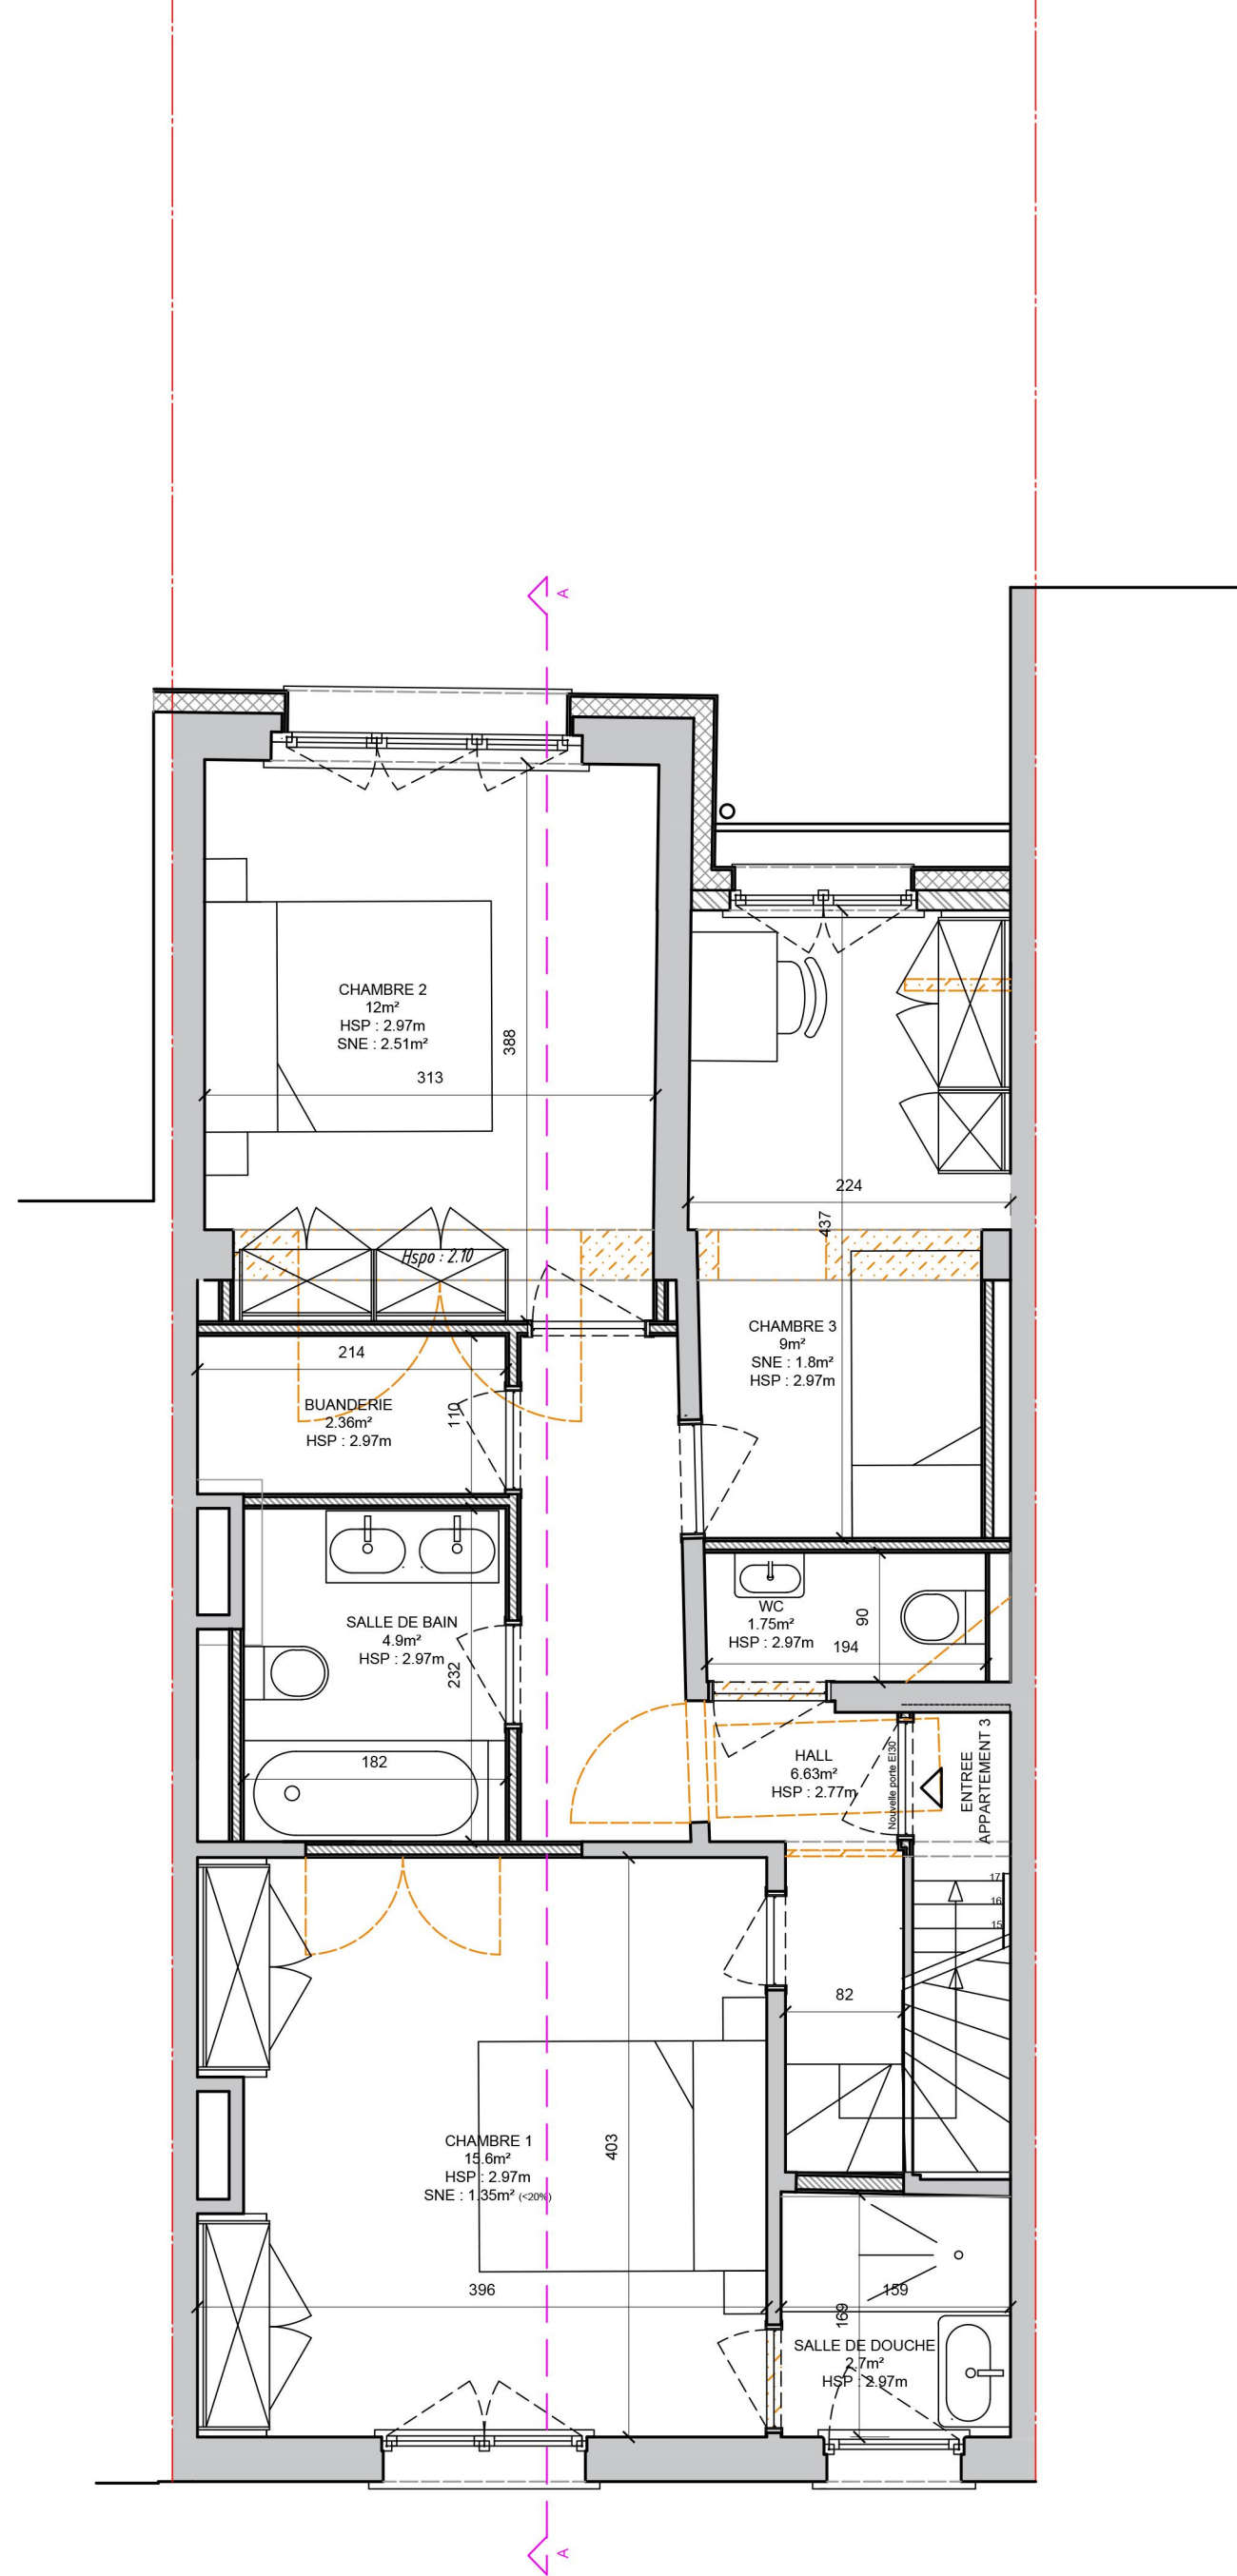 A
CHAMBRE 2
12m²
HSP : 2.97m
SNE : 2.51m²
388
313
224
437
Hspo : 2.10
CHAMBRE 3
9m²
SNE : 1.8m²
HSP : 2.97m
214
BUANDERIE
2.36m²
HSP : 2.97m
110
WC
1.75m²
HSP : 2.97m
90
194
SALLE DE BAIN
4.9m²
HSP : 2.97m
232
182
HALL
6.63m²
HSP : 2.77m
Nouvelle porte EI30
ENTREE
APPARTEMENT 3
17
16
15
82
CHAMBRE 1
15.6m²
HSP : 2.97m
SNE : 1.35m² (<20%)
403
396
159
169
SALLE DE DOUCHE
2.7m²
HSP : 2.97m
A